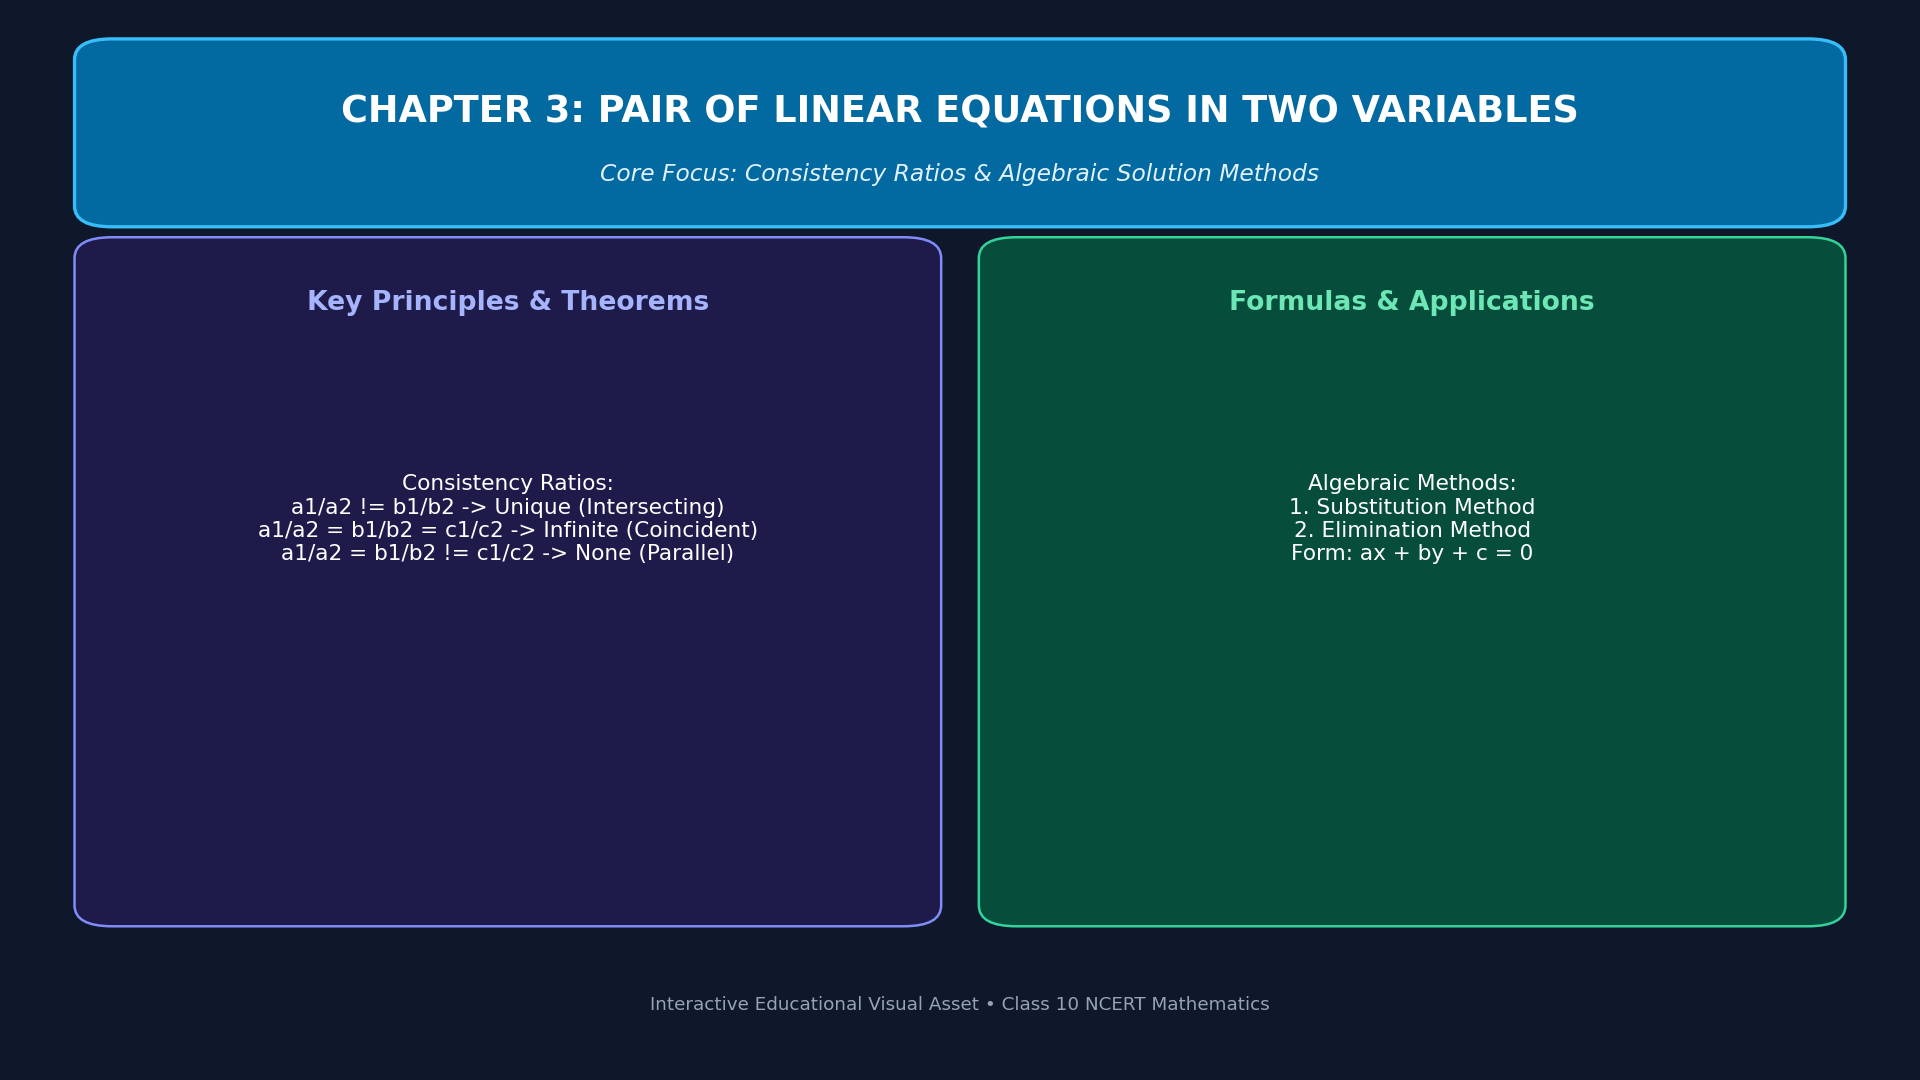 CHAPTER 3: PAIR OF LINEAR EQUATIONS IN TWO VARIABLES
Core Focus: Consistency Ratios & Algebraic Solution Methods
Key Principles & Theorems
Consistency Ratios:
a1/a2 != b1/b2 -> Unique (Intersecting)
a1/a2 = b1/b2 = c1/c2 -> Infinite (Coincident)
a1/a2 = b1/b2 != c1/c2 -> None (Parallel)
Formulas & Applications
Algebraic Methods:
1. Substitution Method
2. Elimination Method
Form: ax + by + c = 0
Interactive Educational Visual Asset • Class 10 NCERT Mathematics